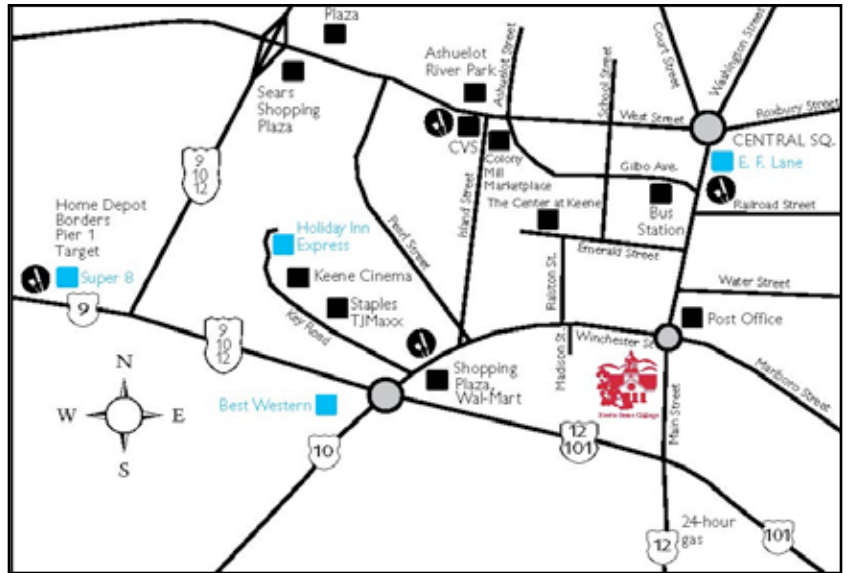 Plaza
Sears
Shopping
Plaza
Ashuelot
River Park
Ashuelot Street
School Street
Court Street
Washington Street
Roxbury Street
West Street
CENTRAL SQ.
E. F. Lane
CVS
Colony
Mill
Marketplace
Gilbo Ave.
The Center at Keene
Bus
Station
Railroad Street
Island Street
Pearl Street
Emerald Street
Ralston St.
Water Street
9
10
12
Home Depot
Borders
Pier 1
Target
Super 8
9
Holiday Inn
Express
Keene Cinema
Staples
TJMaxx
Key Road
9
10
12
Post Office
Winchester St.
Madison St.
Marlboro Street
Main Street
Keene State College
Shopping
Plaza,
Wal-Mart
Best Western
N
W
E
S
10
12
101
12
24-hour
gas
101